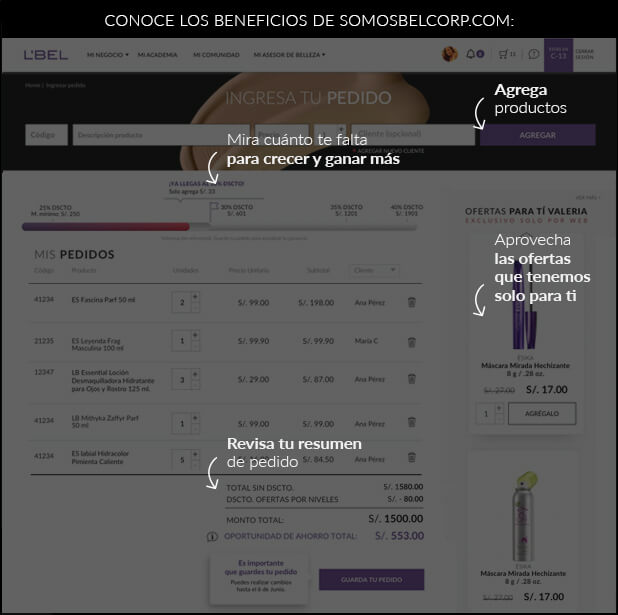 CONOCE LOS BENEFICIOS DE SOMOSBELCORP.COM:
L'BEL MI NEGOCIO MI ACADEMIA MI COMUNIDAD MI ASESOR DE BELLEZA 11 C-13 CERRAR SESIÓN
Home | Ingresar pedido
INGRESA TU PEDIDO
Agrega
productos
Código Descripción producto Precio 1 Cliente (opcional) AGREGAR
+ AGREGAR NUEVO CLIENTE
Mira cuánto te falta
para crecer y ganar más
¡YA LLEGAS AL 30% DSCTO!
Solo agrega S/. 33
25% DSCTO
M. mínimo: S/. 250
30% DSCTO
S/. 601
35% DSCTO
S/. 1201
40% DSCTO
S/. 1901
MIS PEDIDOS
Código Producto Unidades Precio Unitario Subtotal Cliente
41234 ES Fascina Parf 50 ml 2 S/. 99.00 S/. 198.00 Ana Pérez
21235 ES Leyenda Frag
Masculina 100 ml 1 S/. 99.90 S/. 99.90 María C
12347 LB Essential Loción
Desmaquilladora Hidratante
para Ojos y Rostro 125 ml. 3 S/. 29.00 S/. 87.00 Ana Pérez
41234 LB Mithyka Zaffyr Parf
50 ml 1 S/. 99.00 S/. 99.00 Ana Pérez
41234 ES labial Hidracolor
Pimienta Caliente 5 S/. 84.50 Ana Pérez
Revisa tu resumen
de pedido
TOTAL SIN DSCTO. S/. 1580.00
DSCTO. OFERTAS POR NIVELES S/. - 80.00
MONTO TOTAL: S/. 1500.00
OPORTUNIDAD DE AHORRO TOTAL: S/. 553.00
Es importante
que guardes tu pedido
Puedes realizar cambios
hasta el 6 de Junio.
GUARDA TU PEDIDO
VER MÁS
OFERTAS PARA TÍ VALERIA
EXCLUSIVO SOLO POR WEB
Aprovecha
las ofertas
que tenemos
solo para ti
ÉSIKA
Máscara Mirada Hechizante
8 g / .28 oz.
S/. 27.00 S/. 17.00
1 AGRÉGALO
Máscara Mirada Hechizante
8 g / .28 oz.
S/. 27.00 S/. 17.00